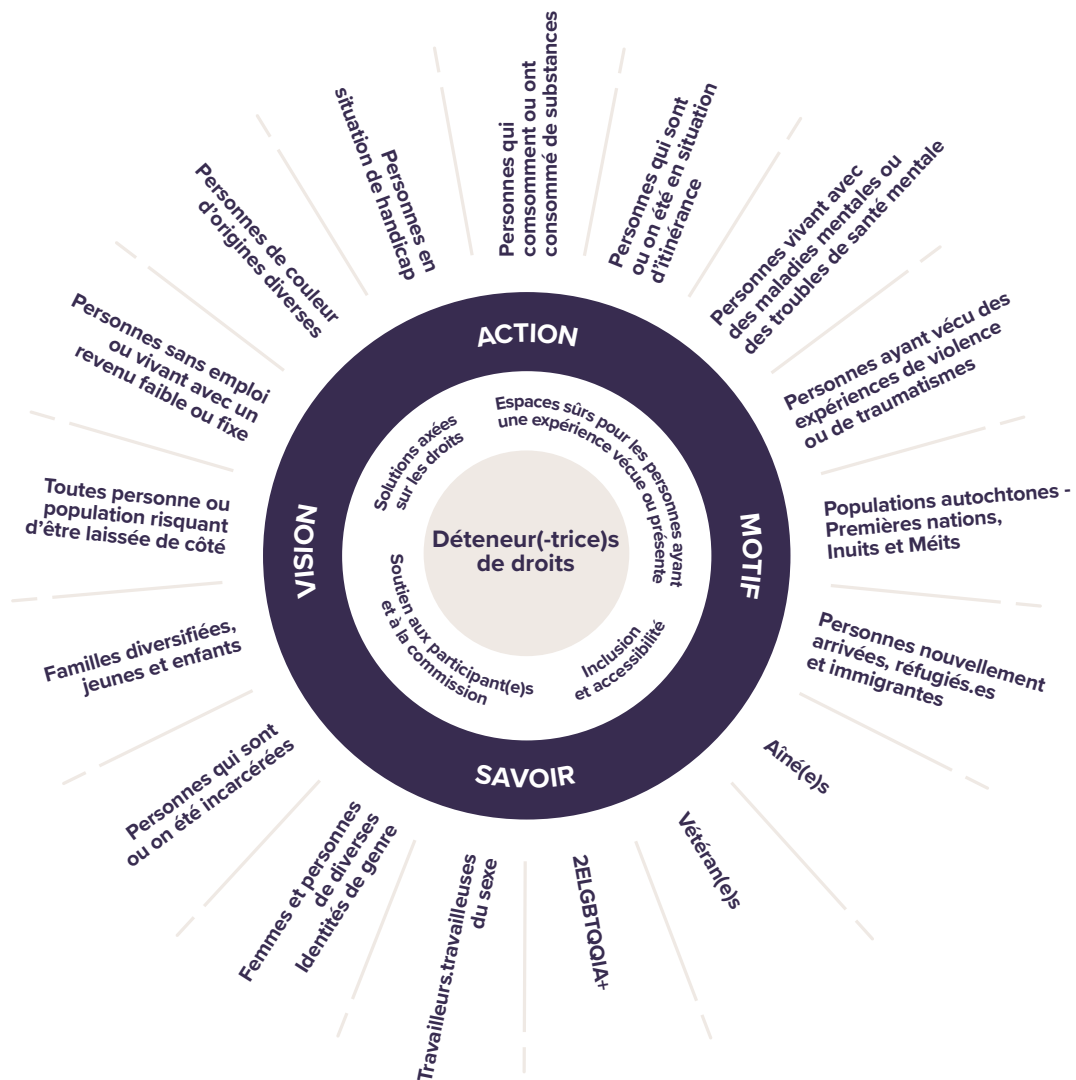 Personnes qui
comsomment ou ont
consommé de substances
Personnes qui sont
ou on été en situation
d'itinérance
Personnes vivant avec
des maladies mentales ou
des troubles de santé mentale
Personnes ayant vécu des
expériences de violence
ou de traumatismes
Populations autochtones -
Premières nations,
Inuits et Méits
Personnes nouvellement
arrivées, réfugiés.es
et immigrantes
Aîné(e)s
Vétéran(e)s
2ELGBTQQIA+
Travailleurs.travailleuses
du sexe
Femmes et personnes
de diverses
Identités de genre
Personnes qui sont
ou on été incarcérées
Familles diversifiées,
jeunes et enfants
Toutes personne ou
population risquant
d'être laissée de côté
Personnes sans emploi
ou vivant avec un
revenu faible ou fixe
Personnes de couleur
d'origines diverses
Personnes en
situation de handicap
ACTION
MOTIF
SAVOIR
VISION
Solutions axées
sur les droits
Espaces sûrs pour les personnes ayant
une expérience vécue ou présente
Inclusion
et accessibilité
Soutien aux participant(e)s
et à la commission
Déteneur(-trice)s
de droits